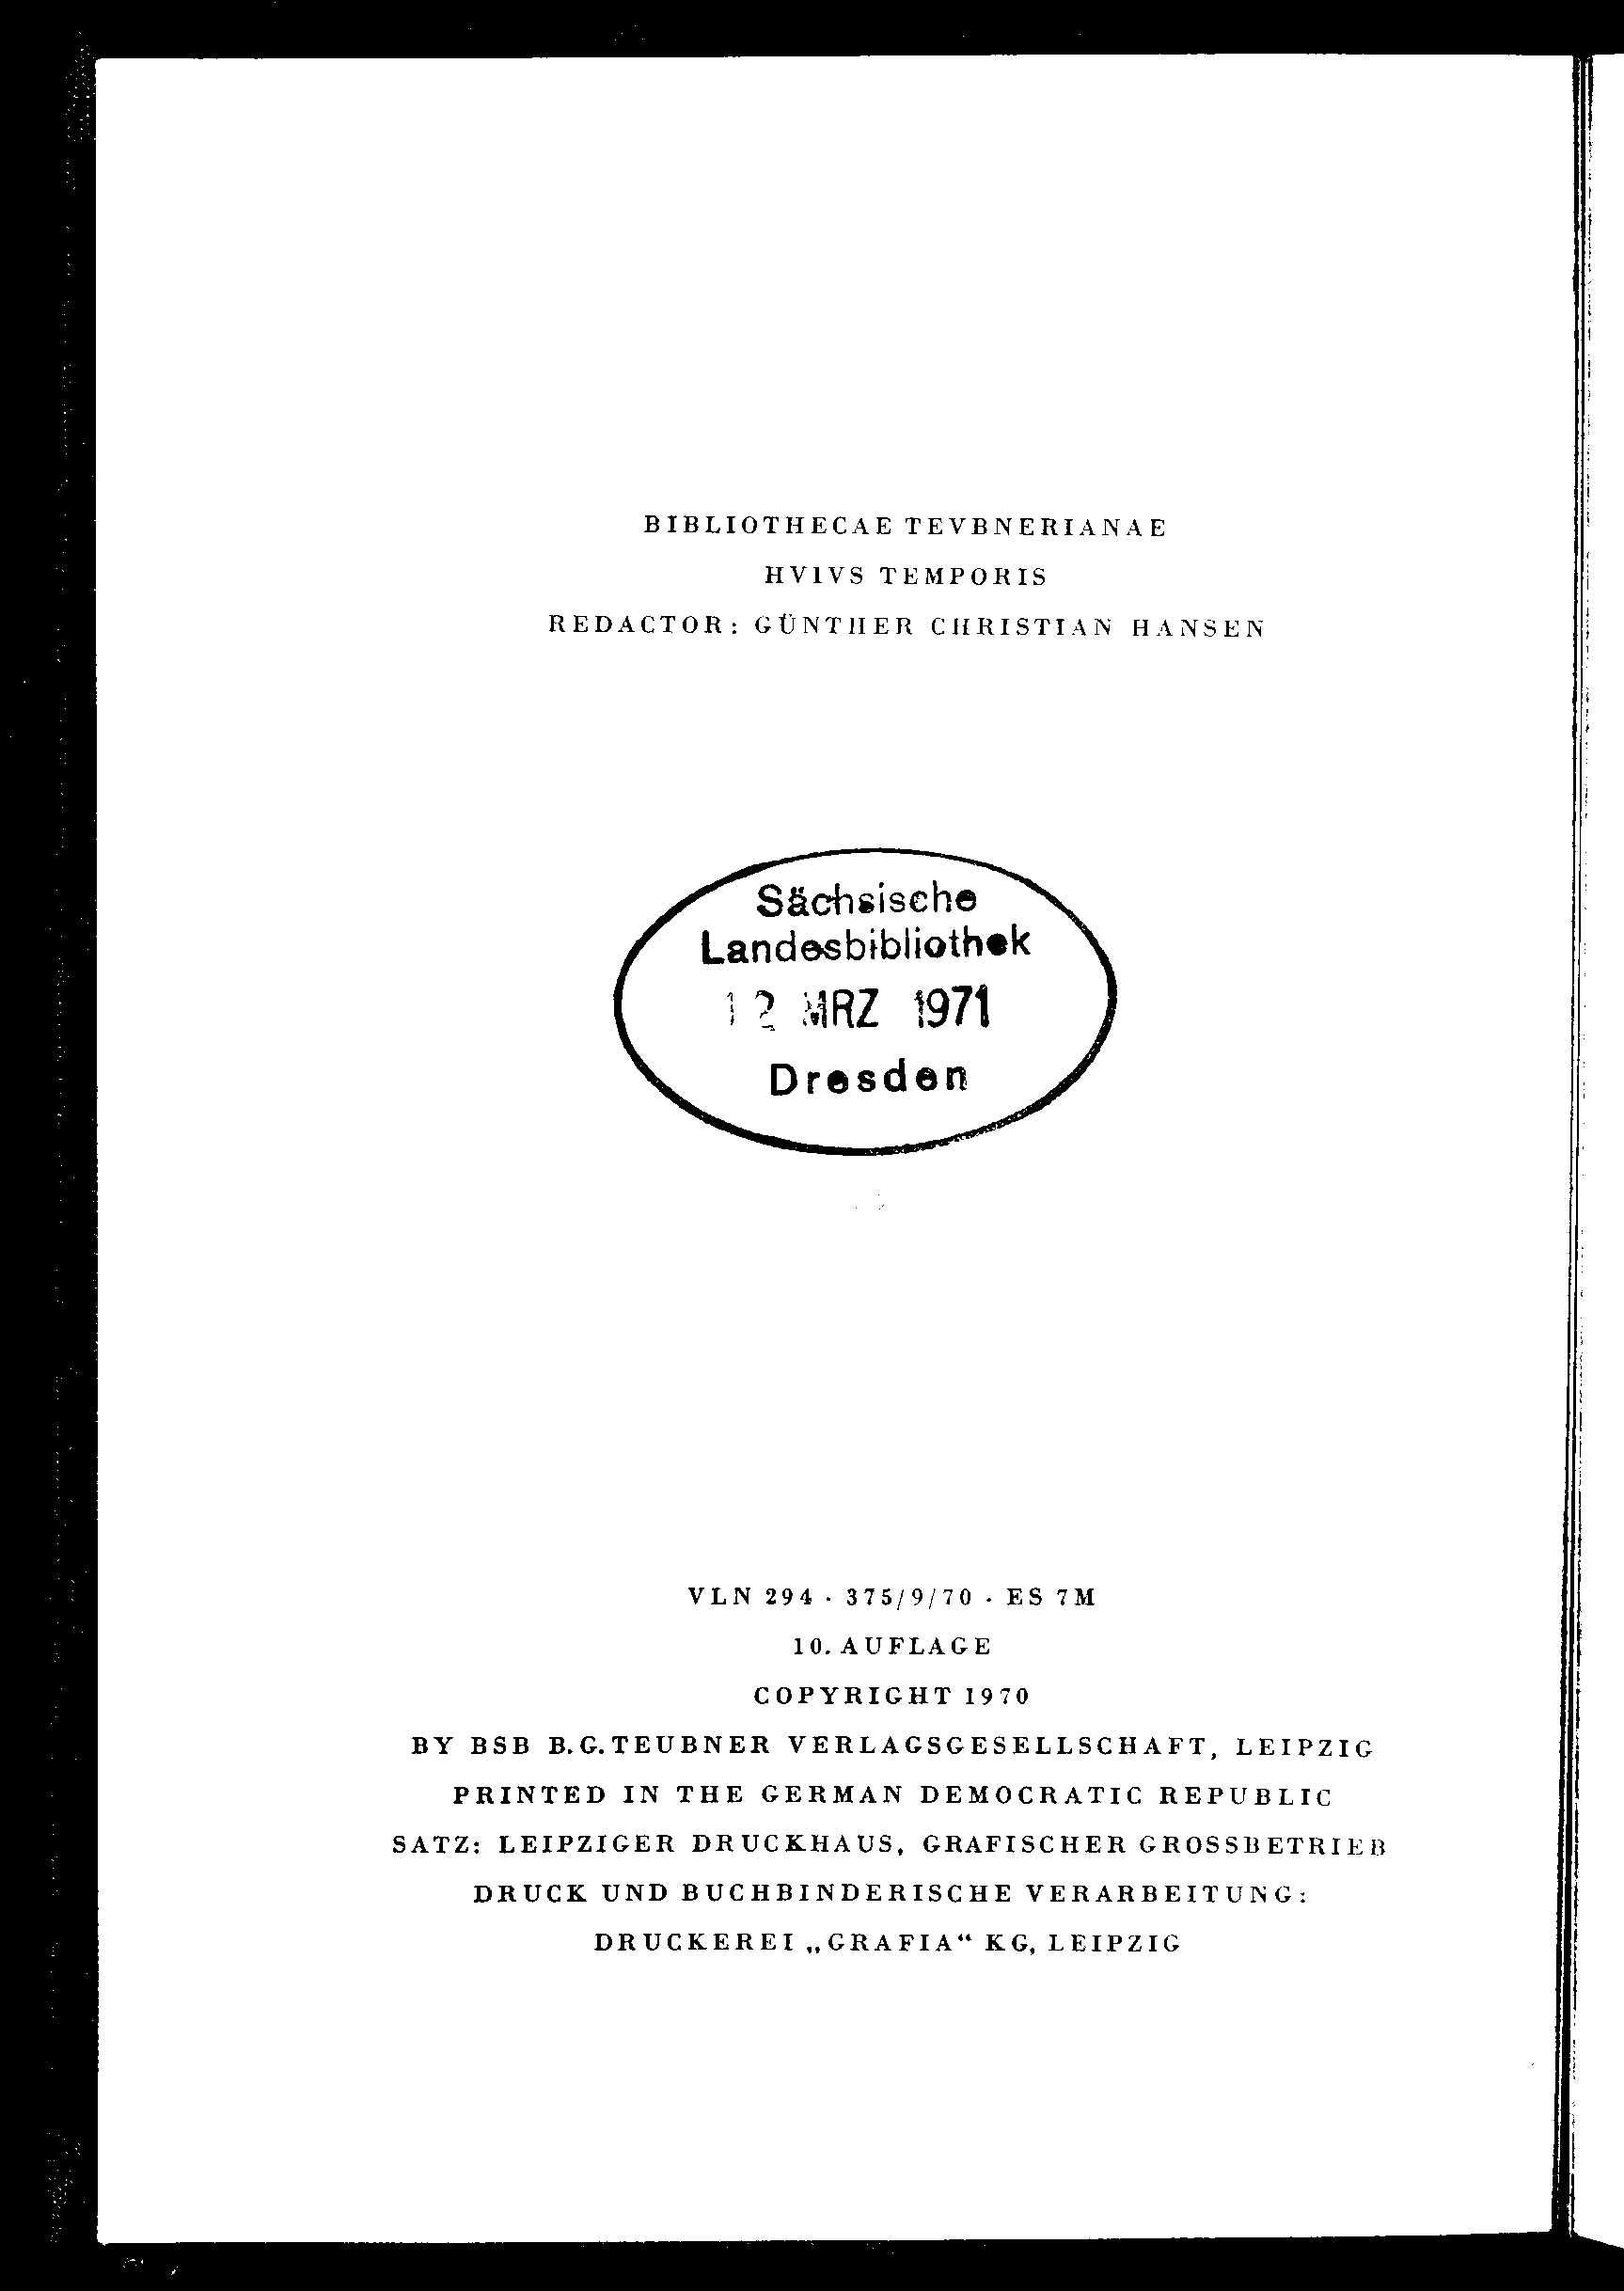 BIBLIOTHECAE TEVBNERIANAE
HVIVS TEMPORIS
REDACTOR: GÜNTHER CHRISTIAN HANSEN
Sächsische
Landesbibliothek
12 MRZ 1971
Dresden
VLN 294 · 375/9/70 · ES 7M
10. AUFLAGE
COPYRIGHT 1970
BY BSB B.G.TEUBNER VERLAGSGESELLSCHAFT, LEIPZIG
PRINTED IN THE GERMAN DEMOCRATIC REPUBLIC
SATZ: LEIPZIGER DRUCKHAUS, GRAFISCHER GROSSBETRIEB
DRUCK UND BUCHBINDERISCHE VERARBEITUNG:
DRUCKEREI „GRAFIA“ KG, LEIPZIG